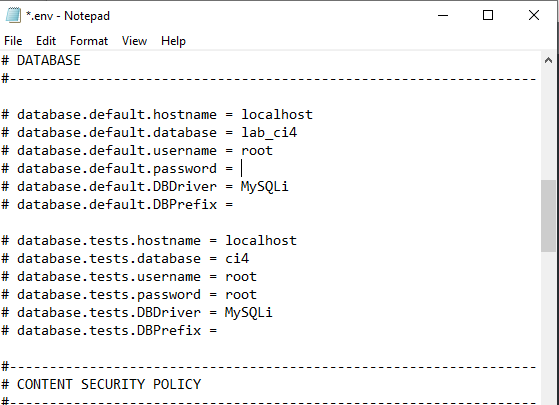 *.env - Notepad
File Edit Format View Help
# DATABASE
#--------------------------------------------------------------------
# database.default.hostname = localhost
# database.default.database = lab_ci4
# database.default.username = root
# database.default.password =
# database.default.DBDriver = MySQLi
# database.default.DBPrefix =
# database.tests.hostname = localhost
# database.tests.database = ci4
# database.tests.username = root
# database.tests.password = root
# database.tests.DBDriver = MySQLi
# database.tests.DBPrefix =
#--------------------------------------------------------------------
# CONTENT SECURITY POLICY
#--------------------------------------------------------------------